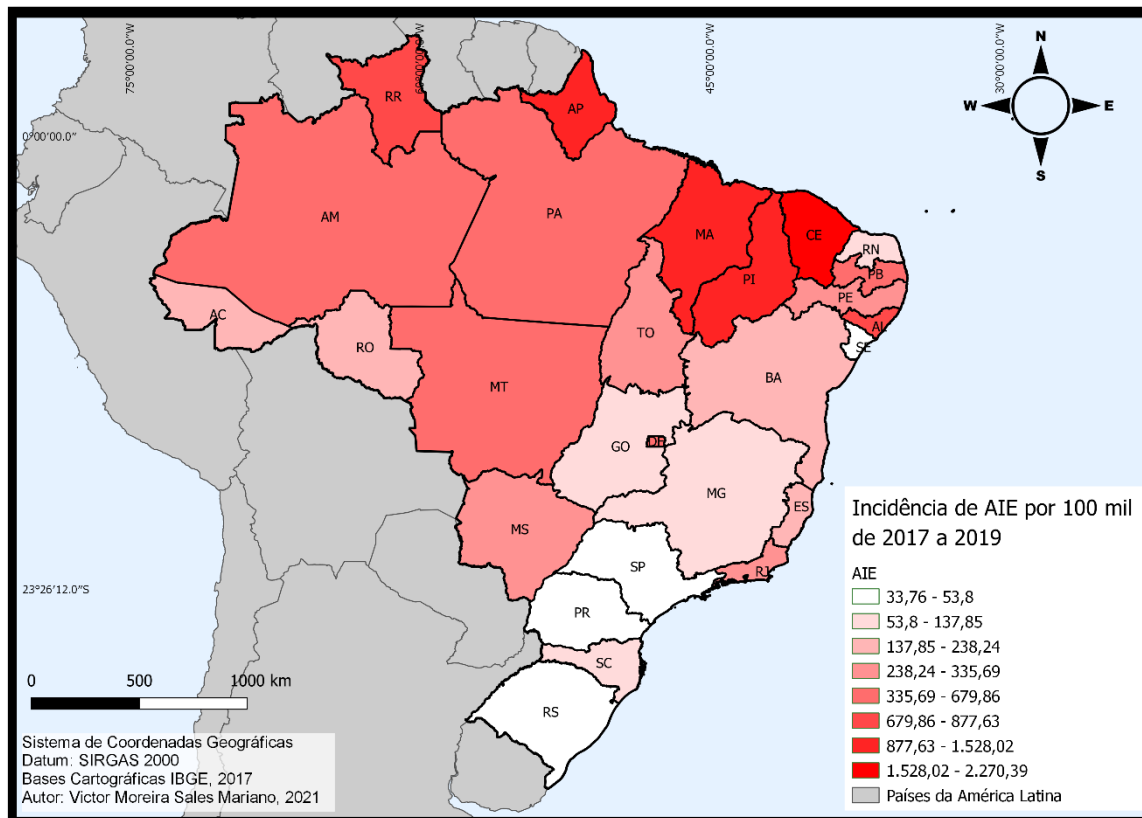 75°00'00.0"W
60°00'00.0"W
45°00'00.0"W
30°00'00.0"W
N
W
E
S
0°00'00.0"
23°26'12.0"S
RR
AP
AM
PA
MA
CE
RN
PB
PI
PE
AL
SE
AC
RO
TO
BA
MT
GO
DF
MG
ES
MS
SP
RJ
PR
SC
RS
0 500 1000 km
Sistema de Coordenadas Geográficas
Datum: SIRGAS 2000
Bases Cartográficas IBGE, 2017
Autor: Victor Moreira Sales Mariano, 2021
Incidência de AIE por 100 mil
de 2017 a 2019
AIE
33,76 - 53,8
53,8 - 137,85
137,85 - 238,24
238,24 - 335,69
335,69 - 679,86
679,86 - 877,63
877,63 - 1.528,02
1.528,02 - 2.270,39
Países da América Latina